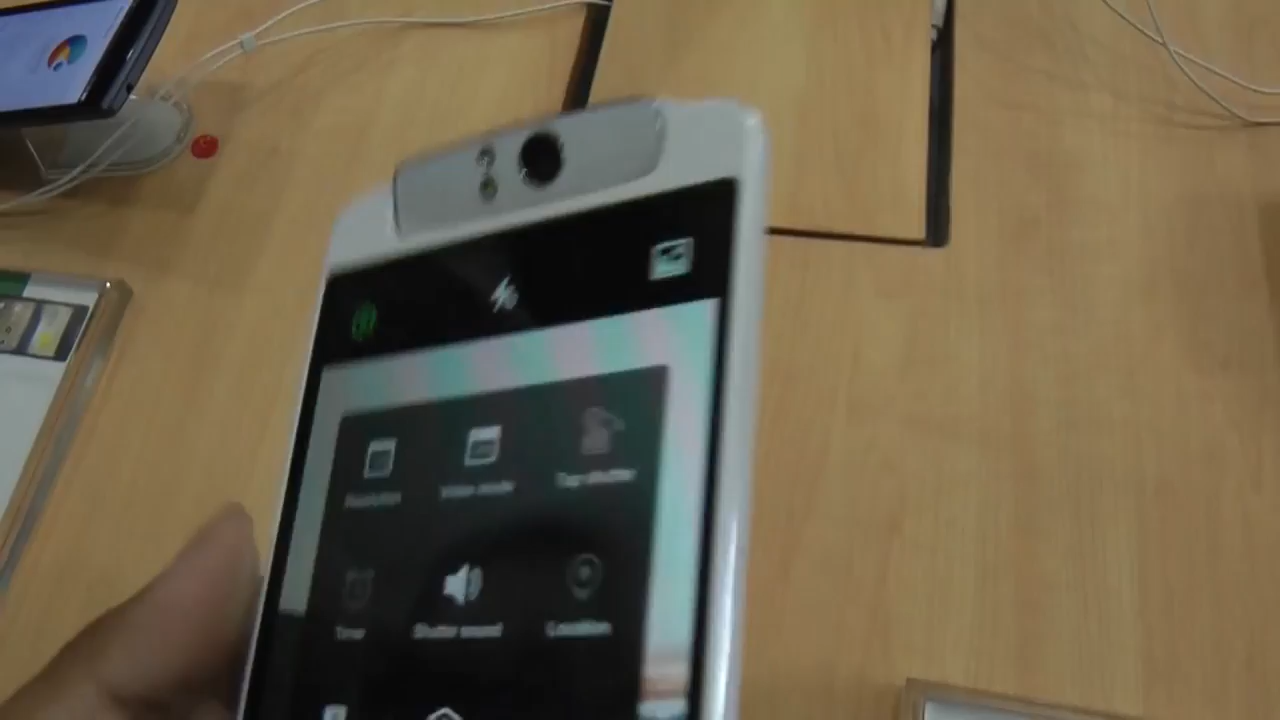 Resolution
Video mode
Tap shutter
Timer
Shutter sound
Location